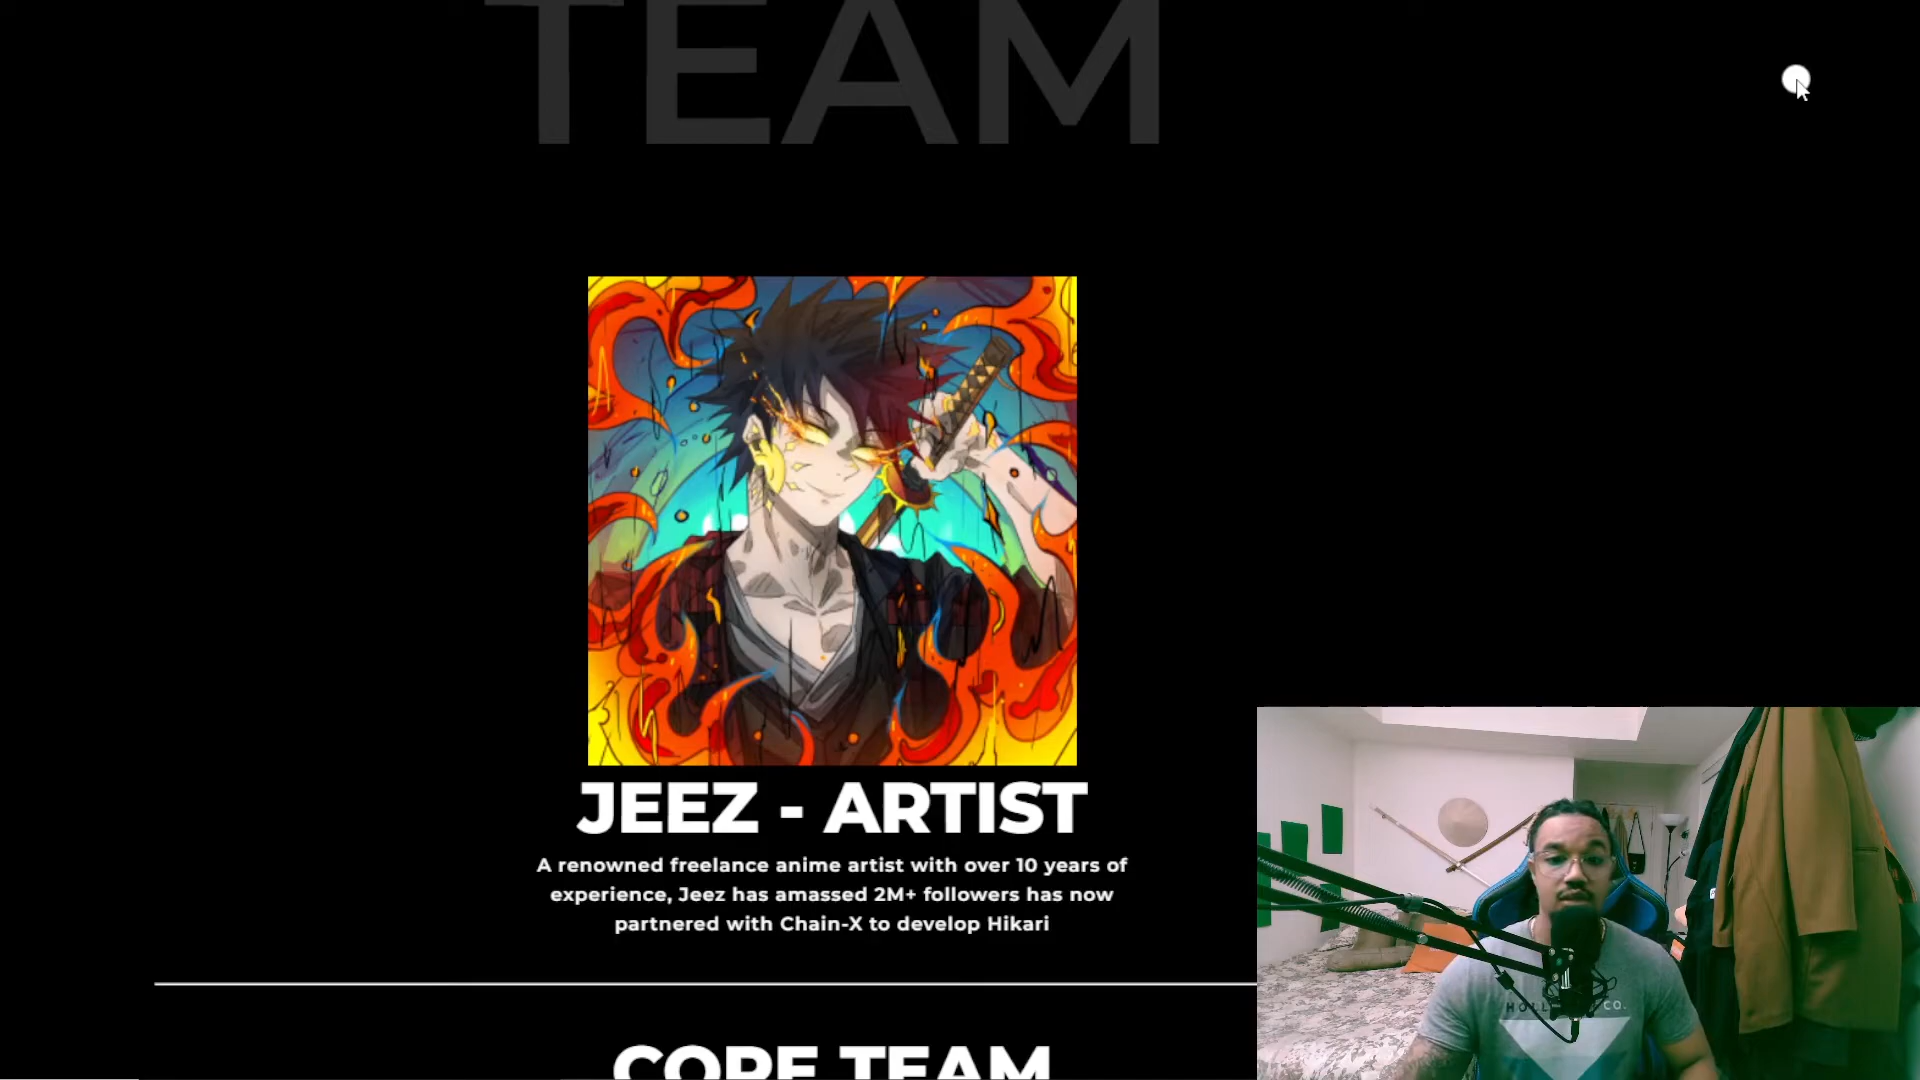 TEAM
JEEZ - ARTIST
A renowned freelance anime artist with over 10 years of
experience, Jeez has amassed 2M+ followers has now
partnered with Chain-X to develop Hikari
CORE TEAM
CO.